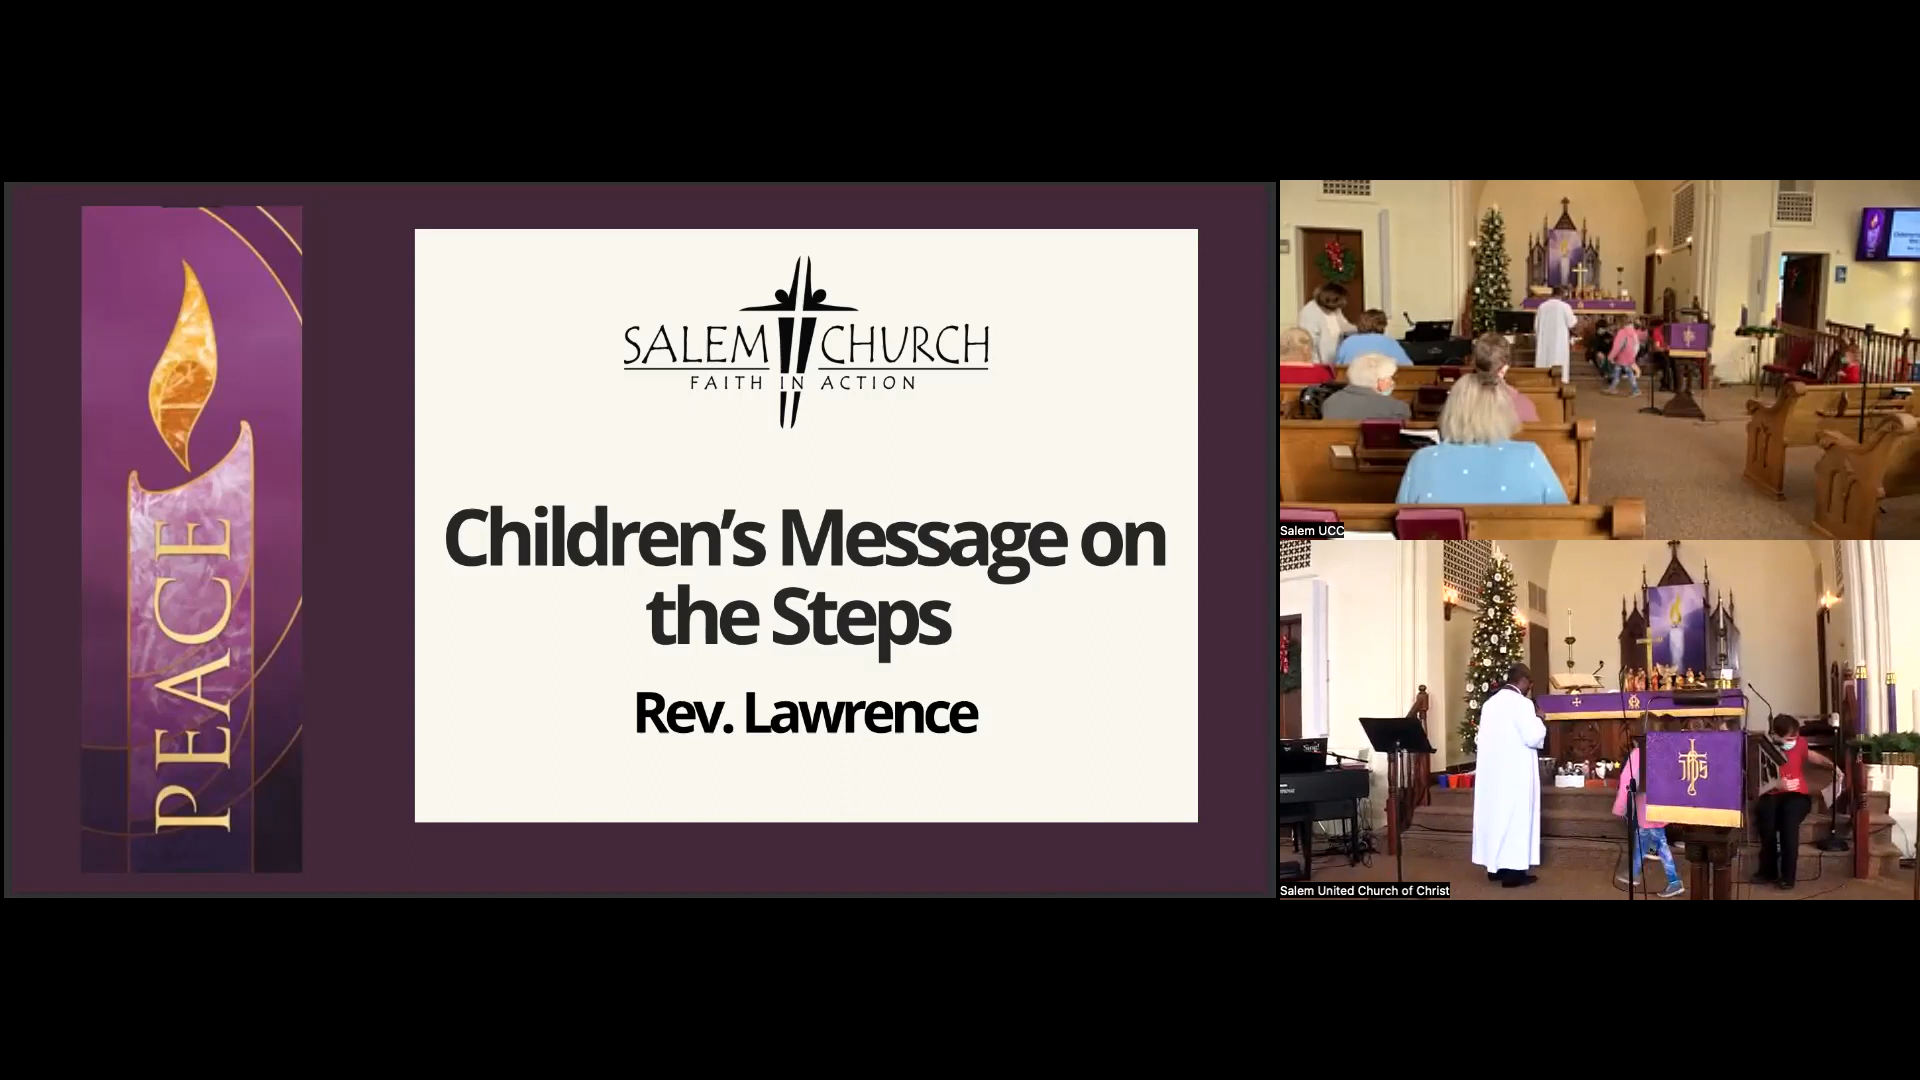 PEACE
SALEM CHURCH
FAITH IN ACTION
Children's Message on
the Steps
Rev. Lawrence
Salem UCC
Salem United Church of Christ